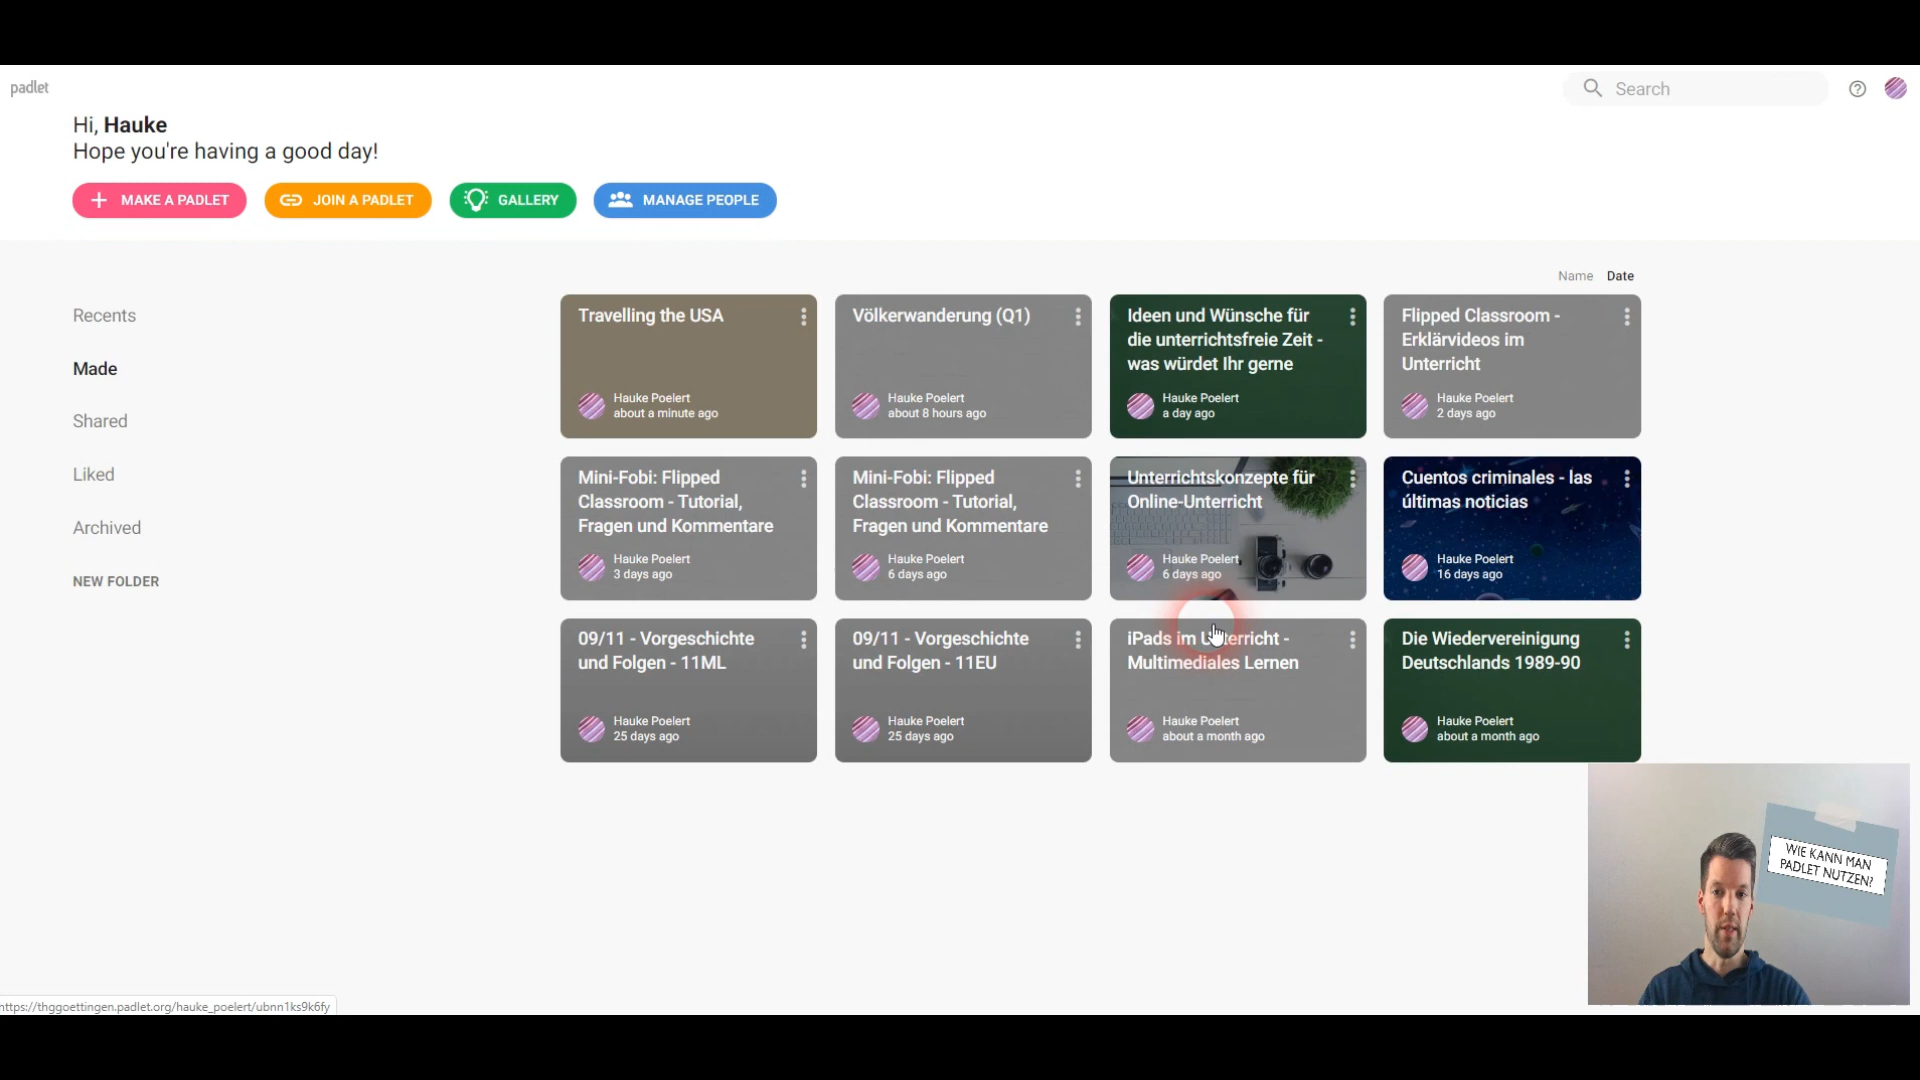 padlet
Search
Hi, Hauke
Hope you're having a good day!
MAKE A PADLET
JOIN A PADLET
GALLERY
MANAGE PEOPLE
Name Date
Recents
Made
Shared
Liked
Archived
NEW FOLDER
Travelling the USA
Hauke Poelert
about a minute ago
Völkerwanderung (Q1)
Hauke Poelert
about 8 hours ago
Ideen und Wünsche für
die unterrichtsfreie Zeit -
was würdet Ihr gerne
Hauke Poelert
a day ago
Flipped Classroom -
Erklärvideos im
Unterricht
Hauke Poelert
2 days ago
Mini-Fobi: Flipped
Classroom - Tutorial,
Fragen und Kommentare
Hauke Poelert
3 days ago
Mini-Fobi: Flipped
Classroom - Tutorial,
Fragen und Kommentare
Hauke Poelert
6 days ago
Unterrichtskonzepte für
Online-Unterricht
Hauke Poelert
6 days ago
Cuentos criminales - las
últimas noticias
Hauke Poelert
16 days ago
09/11 - Vorgeschichte
und Folgen - 11ML
Hauke Poelert
25 days ago
09/11 - Vorgeschichte
und Folgen - 11EU
Hauke Poelert
25 days ago
iPads im Unterricht -
Multimediales Lernen
Hauke Poelert
about a month ago
Die Wiedervereinigung
Deutschlands 1989-90
Hauke Poelert
about a month ago
WIE KANN MAN
PADLET NUTZEN?
https://thggoettingen.padlet.org/hauke_poelert/ubnn1ks9k6fy